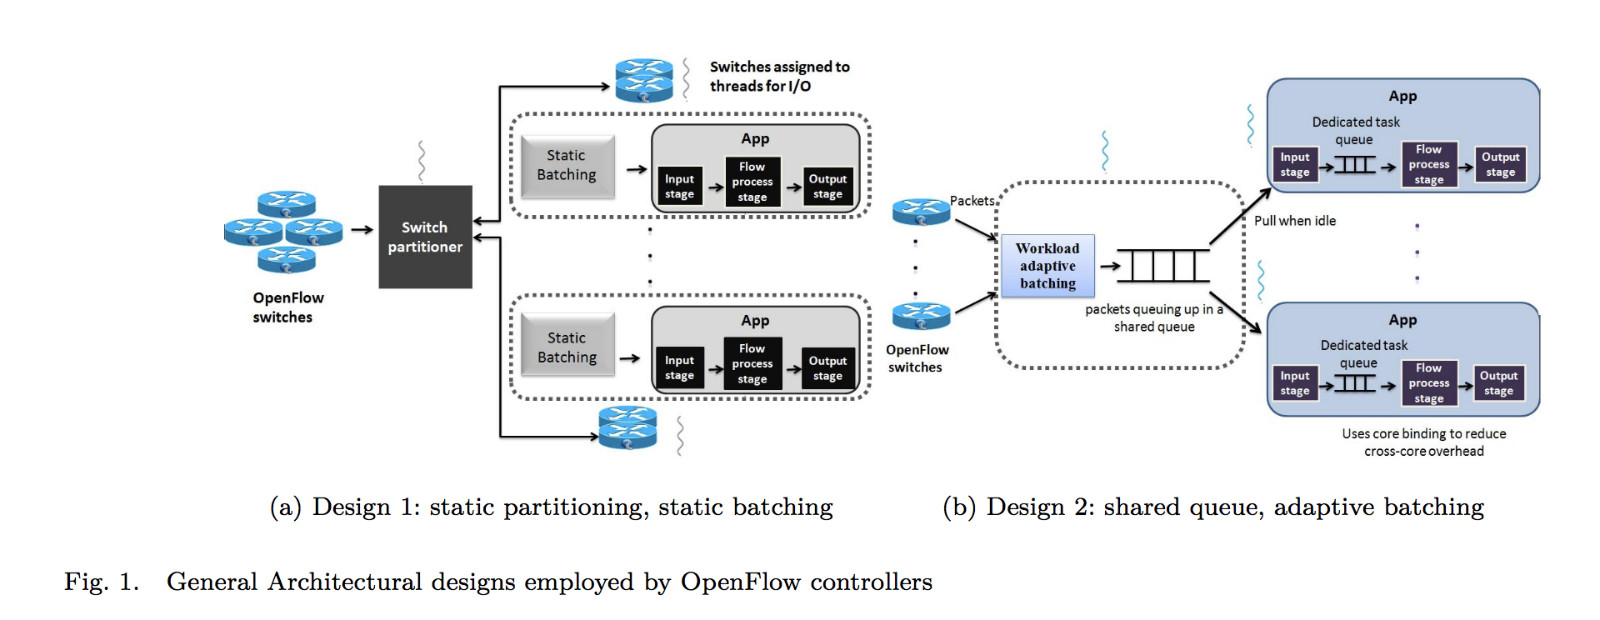 Switches assigned to
threads for I/O
Static
Batching
App
Input
stage
Flow
process
stage
Output
stage
Switch
partitioner
OpenFlow
switches
Static
Batching
App
Input
stage
Flow
process
stage
Output
stage
(a) Design 1: static partitioning, static batching
Packets
OpenFlow
switches
Workload
adaptive
batching
packets queuing up in a
shared queue
Pull when idle
App
Dedicated task
queue
Input
stage
Flow
process
stage
Output
stage
App
Dedicated task
queue
Input
stage
Flow
process
stage
Output
stage
Uses core binding to reduce
cross-core overhead
(b) Design 2: shared queue, adaptive batching
Fig. 1. General Architectural designs employed by OpenFlow controllers